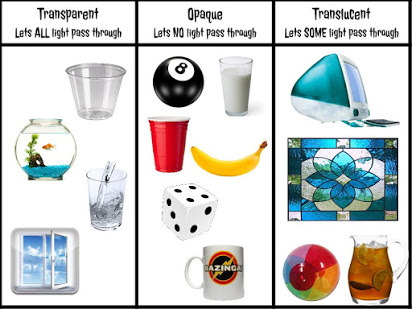 Transparent
Lets ALL light pass through
Opaque
Lets NO light pass through
Translucent
Lets SOME light pass through
8
BAZINGA!